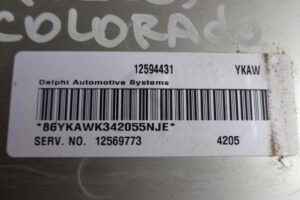 COLORADO
12594431 YKAW
Delphi Automotive Systems
*86YKAWK342055NJE*
SERV. NO. 12569773 4205